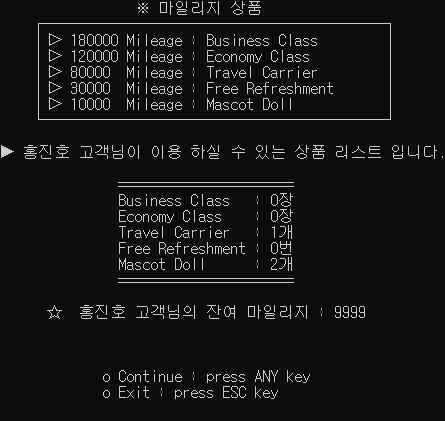 ※ 마일리지 상품
▷ 180000 Mileage : Business Class
▷ 120000 Mileage : Economy Class
▷ 80000 Mileage : Travel Carrier
▷ 30000 Mileage : Free Refreshment
▷ 10000 Mileage : Mascot Doll
▶ 홍진호 고객님이 이용 하실 수 있는 상품 리스트 입니다.
Business Class : 0장
Economy Class : 0장
Travel Carrier : 1개
Free Refreshment : 0번
Mascot Doll : 2개
☆ 홍진호 고객님의 잔여 마일리지 : 9999
o Continue : press ANY key
o Exit : press ESC key